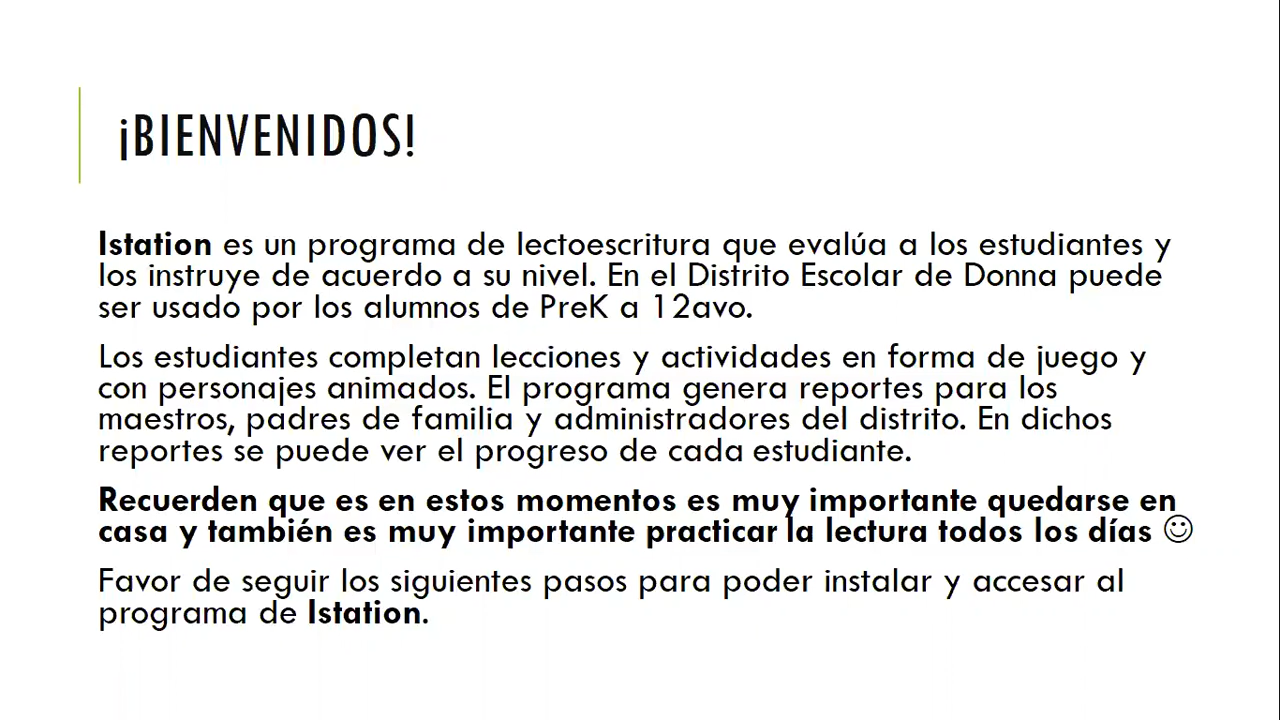 ¡BIENVENIDOS!
Istation es un programa de lectoescritura que evalúa a los estudiantes y
los instruye de acuerdo a su nivel. En el Distrito Escolar de Donna puede
ser usado por los alumnos de PreK a 12avo.
Los estudiantes completan lecciones y actividades en forma de juego y
con personajes animados. El programa genera reportes para los
maestros, padres de familia y administradores del distrito. En dichos
reportes se puede ver el progreso de cada estudiante.
Recuerden que es en estos momentos es muy importante quedarse en
casa y también es muy importante practicar la lectura todos los días ☺
Favor de seguir los siguientes pasos para poder instalar y accesar al
programa de Istation.